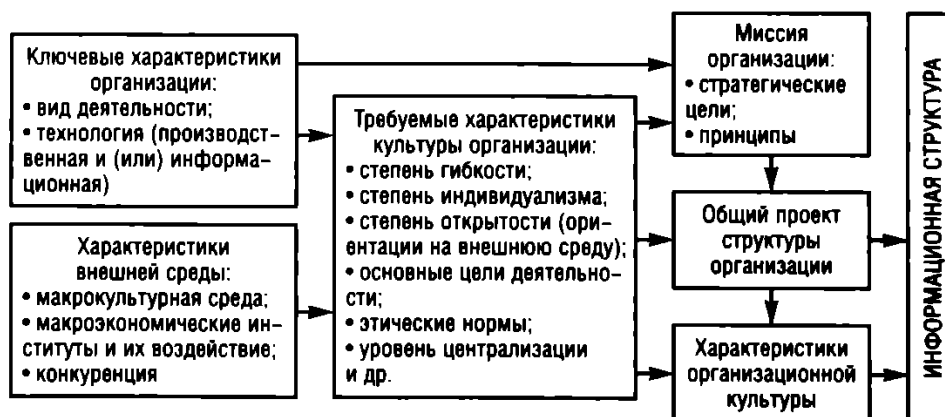 Ключевые характеристики
организации:
• вид деятельности;
• технология (производст-
венная и (или) информа-
ционная)
Характеристики
внешней среды:
• макрокультурная среда;
• макроэкономические ин-
ституты и их воздействие;
• конкуренция
Требуемые характеристики
культуры организации:
• степень гибкости;
• степень индивидуализма;
• степень открытости (ори-
ентации на внешнюю среду);
• основные цели деятельно-
сти;
• этические нормы;
• уровень централизации
и др.
Миссия
организации:
• стратегические
цели;
• принципы
Общий проект
структуры
организации
Характеристики
организационной
культуры
ИНФОРМАЦИОННАЯ СТРУКТУРА